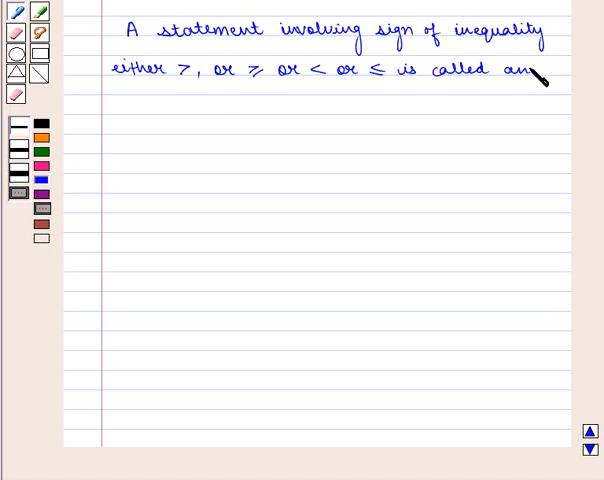 A statement involving sign of inequality
either >, or ⩾ or < or ≤ is called an